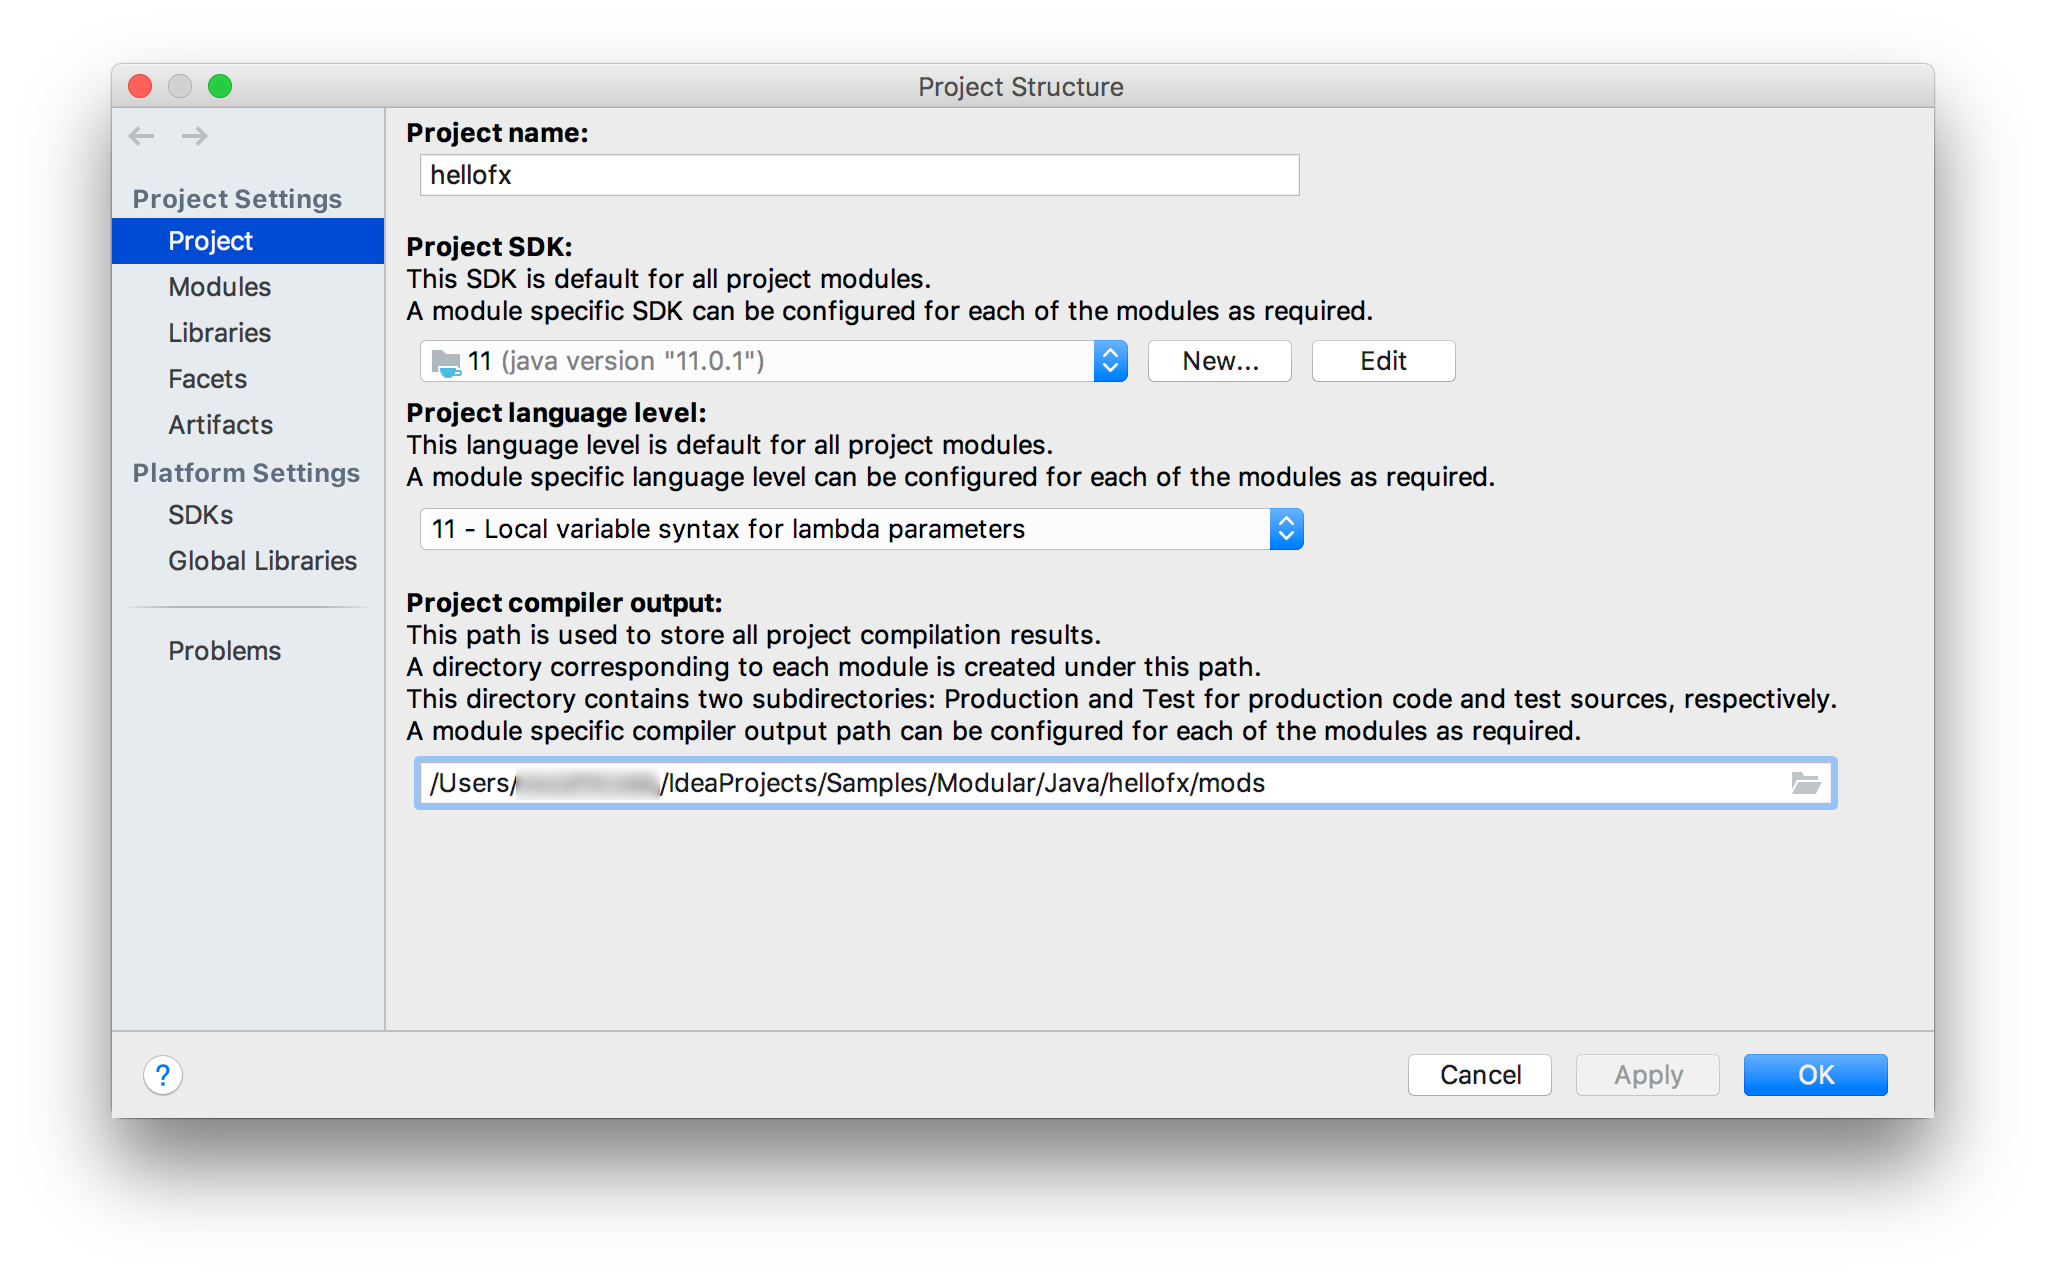 Project Structure
Project Settings
Project
Modules
Libraries
Facets
Artifacts
Platform Settings
SDKs
Global Libraries
Problems
Project name:
hellofx
Project SDK:
This SDK is default for all project modules.
A module specific SDK can be configured for each of the modules as required.
11 (java version "11.0.1")
New...
Edit
Project language level:
This language level is default for all project modules.
A module specific language level can be configured for each of the modules as required.
11 - Local variable syntax for lambda parameters
Project compiler output:
This path is used to store all project compilation results.
A directory corresponding to each module is created under this path.
This directory contains two subdirectories: Production and Test for production code and test sources, respectively.
A module specific compiler output path can be configured for each of the modules as required.
/Users/ /IdeaProjects/Samples/Modular/Java/hellofx/mods
?
Cancel
Apply
OK